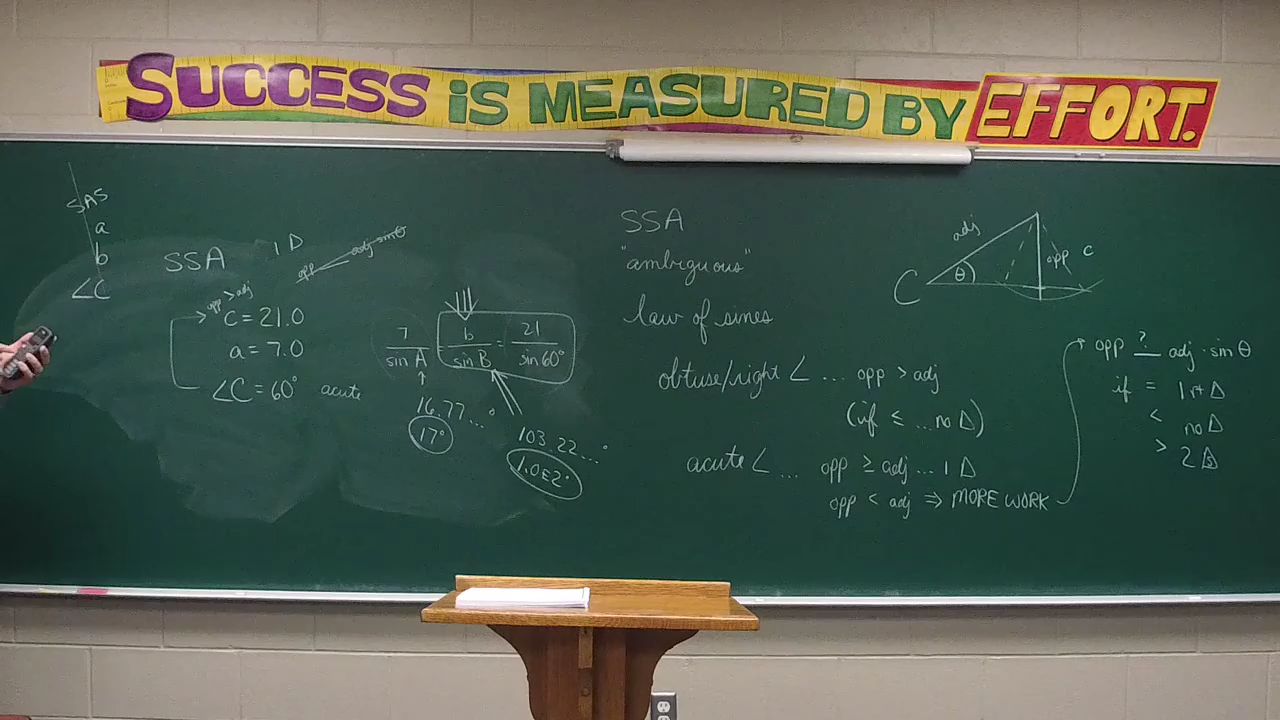 SUCCESS IS MEASURED BY EFFORT.
SAS
a
b
∠C
SSA 1 Δ
opp adj sin θ
opp > adj
c = 21.0
a = 7.0
∠C = 60° acute
7 / sin A
b / sin B = 21 / sin 60°
16.77...°
17°
103.22...°
1.0E2°
SSA
"ambiguous"
law of sines
obtuse/right ∠ ... opp > adj
(if ≤ ... no Δ)
acute ∠ ... opp ≥ adj ... 1 Δ
opp < adj ⇒ MORE WORK
adj
C θ opp c
opp ? adj · sin θ
if = 1 rt Δ
< no Δ
> 2 Δs